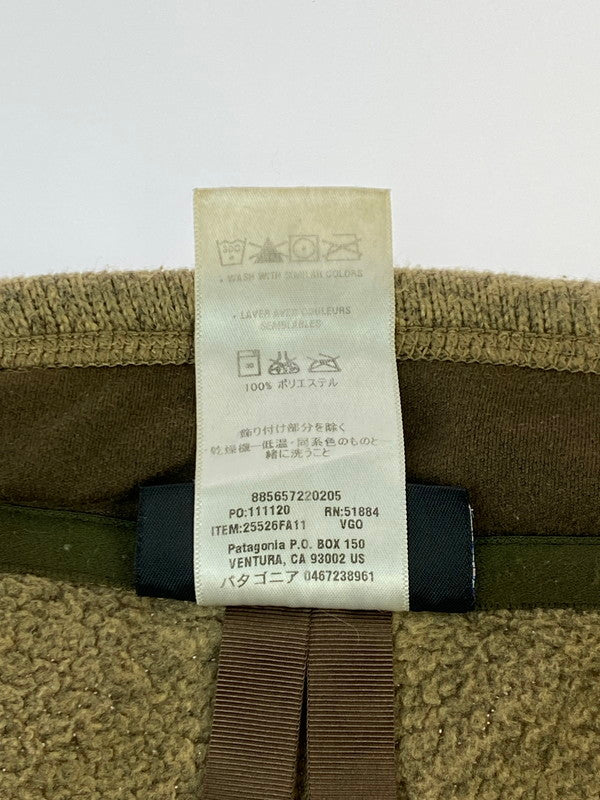 . WASH WITH SIMILAR COLORS
. LAVER AVEC COULEURS
SEMBLABLES
100% ポリエステル
飾り付け部分を除く
乾燥機―低温・同系色のものと
緒に洗うこと
885657220205
PO:111120 RN:51884
ITEM:25526FA11 VGO
Patagonia P.O. BOX 150
VENTURA, CA 93002 US
パタゴニア 0467238961